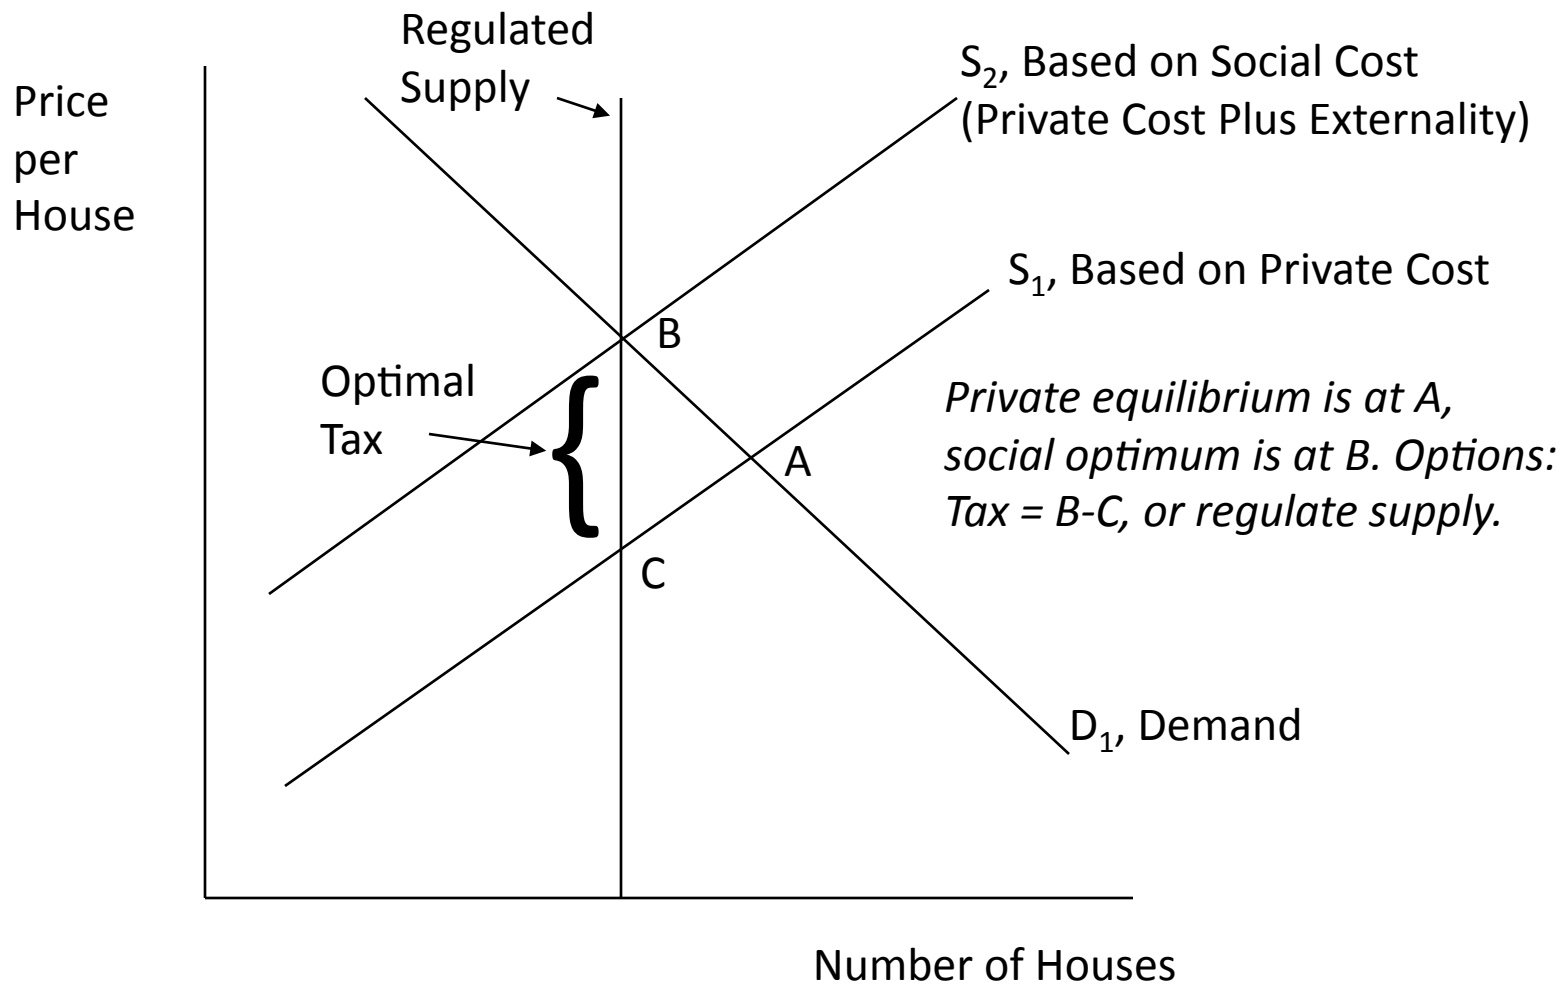 Regulated
Supply
S₂, Based on Social Cost
(Private Cost Plus Externality)
Price
per
House
S₁, Based on Private Cost
B
Optimal
Tax
{
Private equilibrium is at A,
social optimum is at B. Options:
Tax = B-C, or regulate supply.
A
C
D₁, Demand
Number of Houses